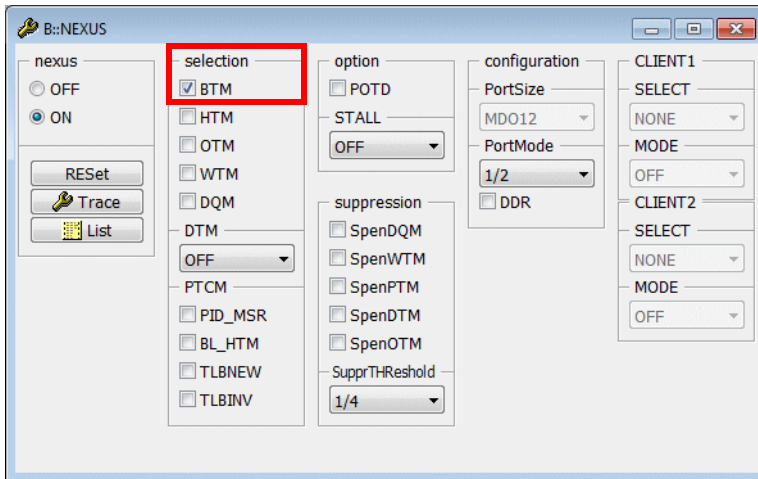 B::NEXUS
nexus
OFF
ON
RESet
Trace
List
selection
BTM
HTM
OTM
WTM
DQM
DTM
OFF
PTCM
PID_MSR
BL_HTM
TLBNEW
TLBINV
option
POTD
STALL
OFF
suppression
SpenDQM
SpenWTM
SpenPTM
SpenDTM
SpenOTM
SupprTHReshold
1/4
configuration
PortSize
MDO12
PortMode
1/2
DDR
CLIENT1
SELECT
NONE
MODE
OFF
CLIENT2
SELECT
NONE
MODE
OFF